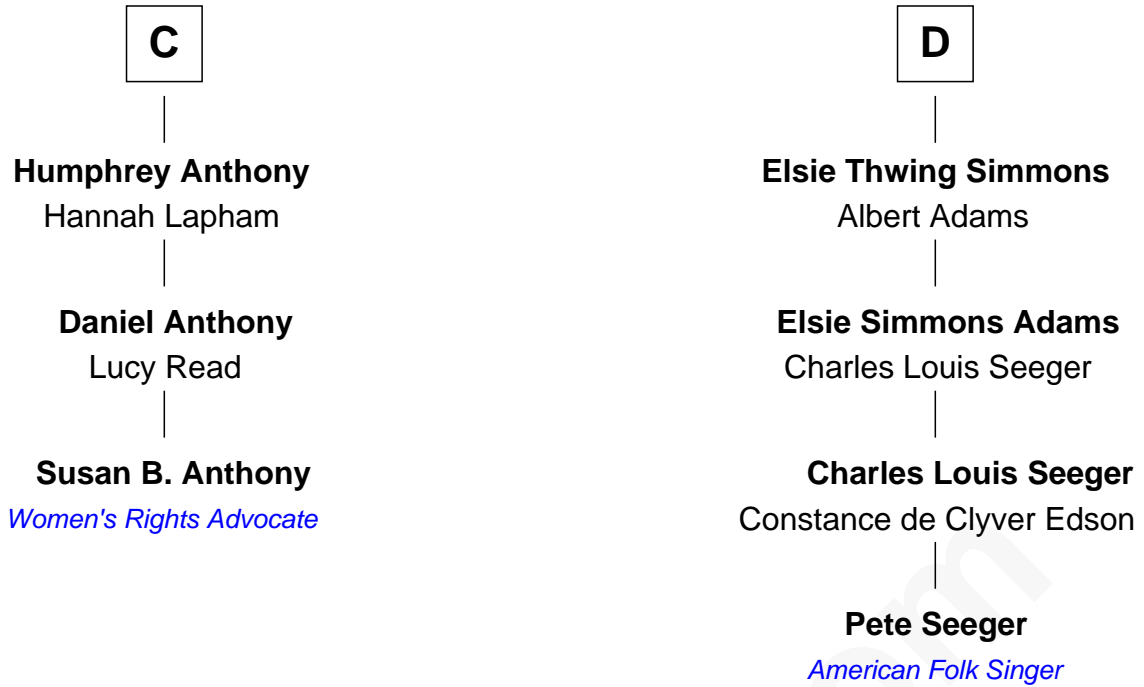 C
Humphrey Anthony
Hannah Lapham
Daniel Anthony
Lucy Read
Susan B. Anthony
Women's Rights Advocate
D
Elsie Thwing Simmons
Albert Adams
Elsie Simmons Adams
Charles Louis Seeger
Charles Louis Seeger
Constance de Clyver Edson
Pete Seeger
American Folk Singer